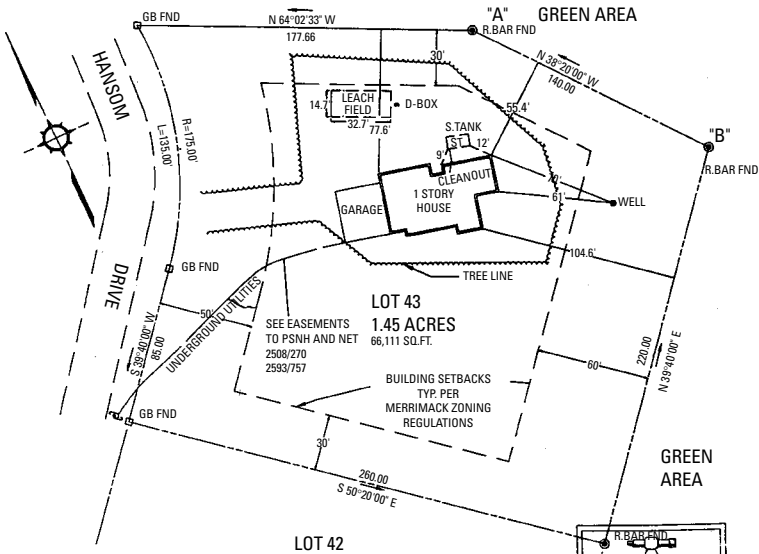 GB FND
N 64°02'33" W
177.66
"A"
R.BAR FND
GREEN AREA
N 38°20'00" W
140.00
"B"
R.BAR FND
HANSOM
DRIVE
R=175.00'
L=135.00'
30'
14.7'
LEACH
FIELD
32.7'
D-BOX
77.6'
55.4'
S.TANK
ST
12'
9'
CLEANOUT
1 STORY
HOUSE
GARAGE
70'
61'
WELL
104.6'
TREE LINE
GB FND
50'
UNDERGROUND UTILITIES
S 39°40'00" W
85.00
GB FND
SEE EASEMENTS
TO PSNH AND NET
2508/270
2593/757
LOT 43
1.45 ACRES
66,111 SQ.FT.
BUILDING SETBACKS
TYP. PER
MERRIMACK ZONING
REGULATIONS
60'
220.00
N 39°40'00" E
30'
260.00
S 50°20'00" E
GREEN
AREA
R.BAR FND
LOT 42